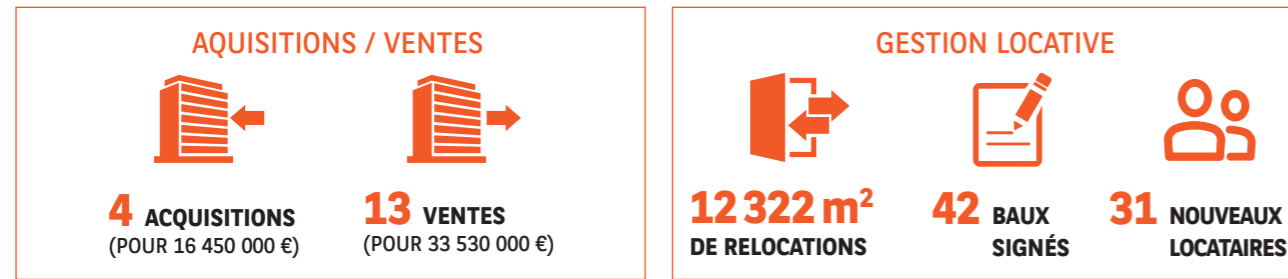 AQUISITIONS / VENTES
4 ACQUISITIONS
(POUR 16 450 000 €)
13 VENTES
(POUR 33 530 000 €)
GESTION LOCATIVE
12 322 m²
DE RELOCATIONS
42 BAUX
SIGNÉS
31 NOUVEAUX
LOCATAIRES